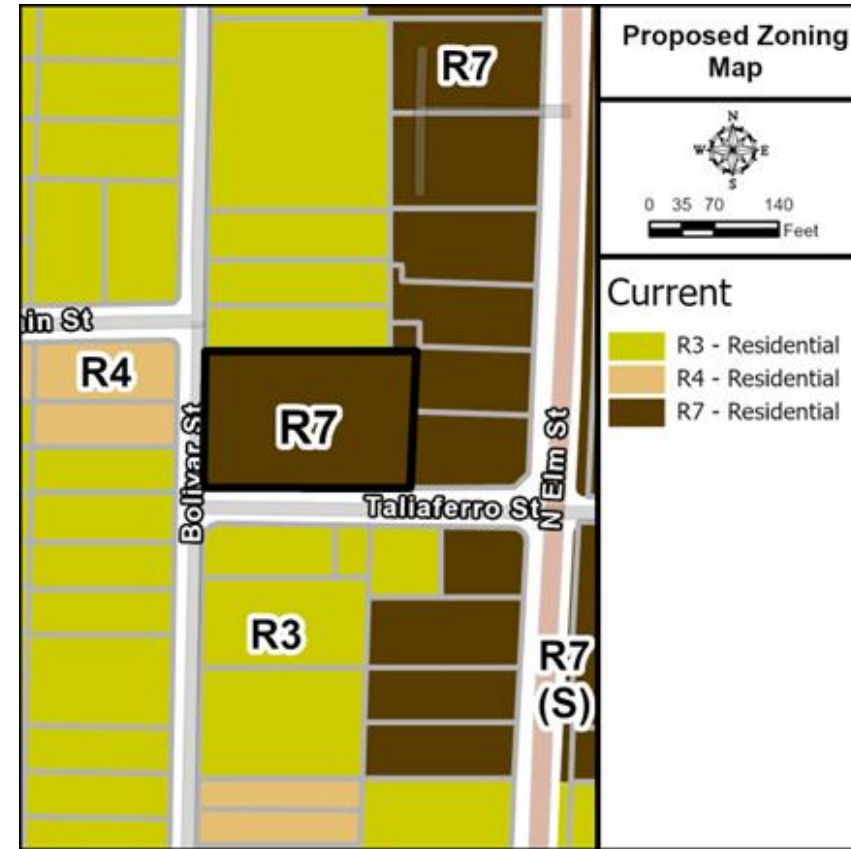 Proposed Zoning
Map
N
W E
S
0 35 70 140
Feet
Current
R3 - Residential
R4 - Residential
R7 - Residential
R7
ain St
R4
R7
Bolivar St
Taliaferro St
N Elm St
R3
R7
(S)